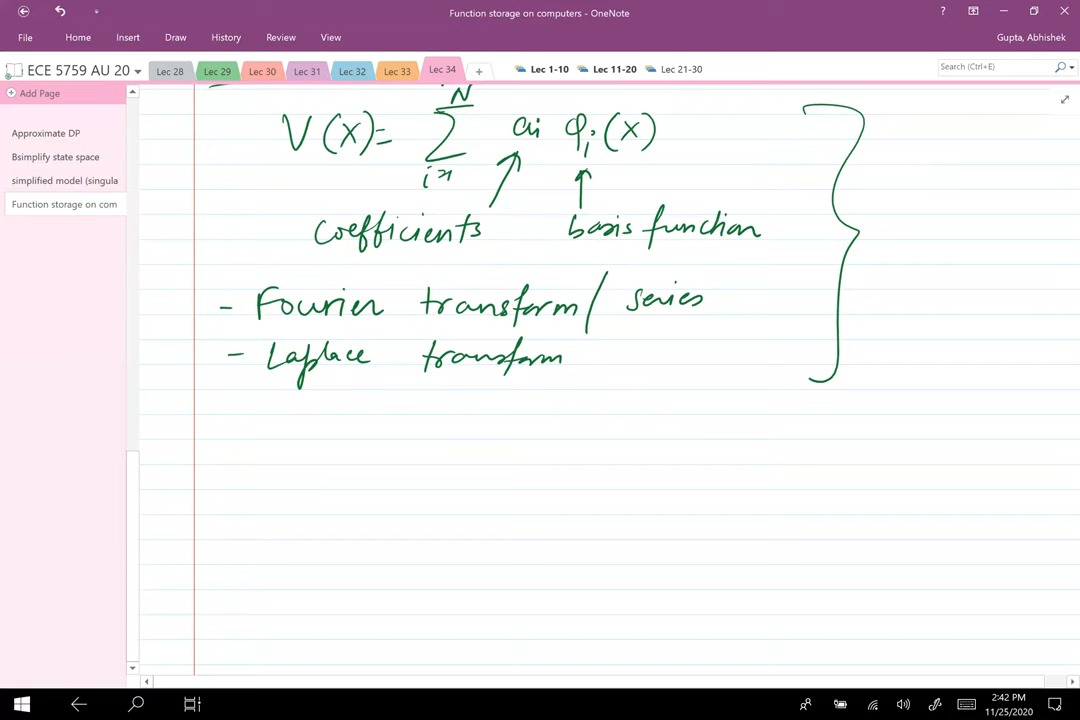 Function storage on computers - OneNote
?
File Home Insert Draw History Review View
Gupta, Abhishek
ECE 5759 AU 20
Lec 28 Lec 29 Lec 30 Lec 31 Lec 32 Lec 33 Lec 34 + Lec 1-10 Lec 11-20 Lec 21-30
Search (Ctrl+E)
Add Page
Approximate DP
Bsimplify state space
simplified model (singula
Function storage on com
N
V(x)= ∑ ai φi(x)
i=1
coefficients basis function
- Fourier transform/ series
- Laplace transform
2:42 PM
11/25/2020